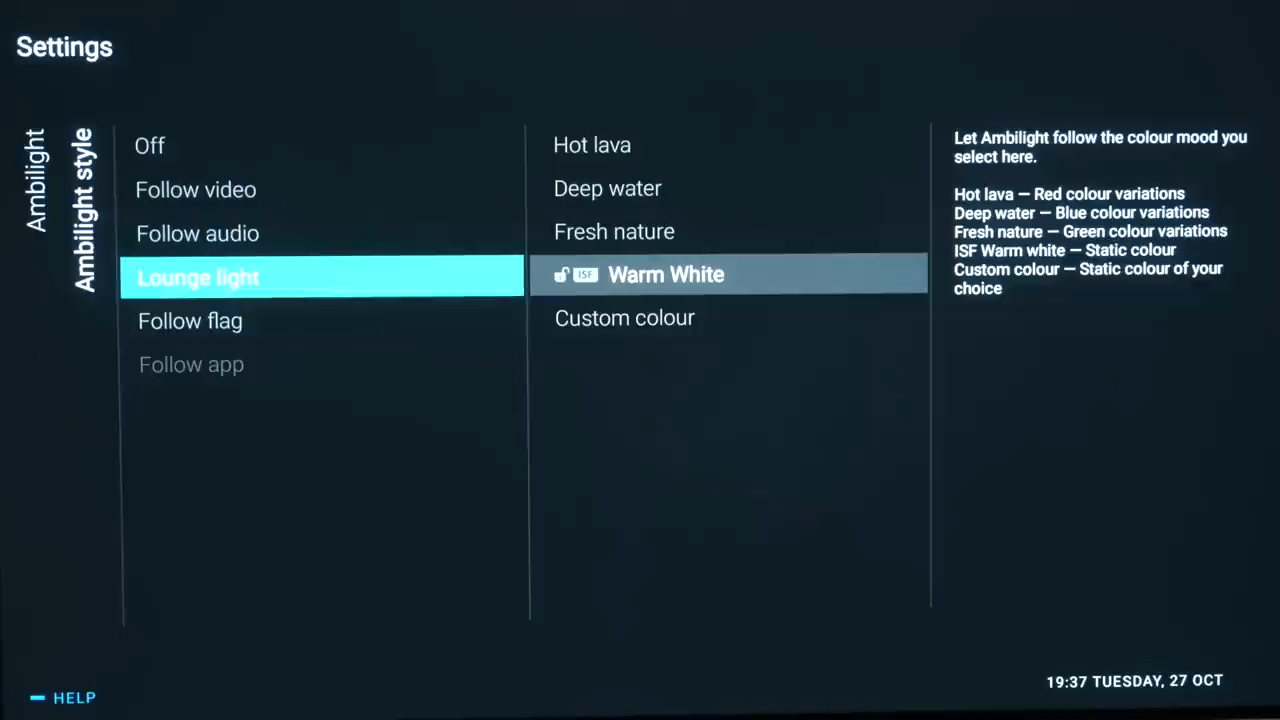 Settings
Ambilight
Ambilight style
Off
Follow video
Follow audio
Lounge light
Follow flag
Follow app
Hot lava
Deep water
Fresh nature
ISF Warm White
Custom colour
Let Ambilight follow the colour mood you
select here.
Hot lava — Red colour variations
Deep water — Blue colour variations
Fresh nature — Green colour variations
ISF Warm white — Static colour
Custom colour — Static colour of your
choice
HELP
19:37 TUESDAY, 27 OCT